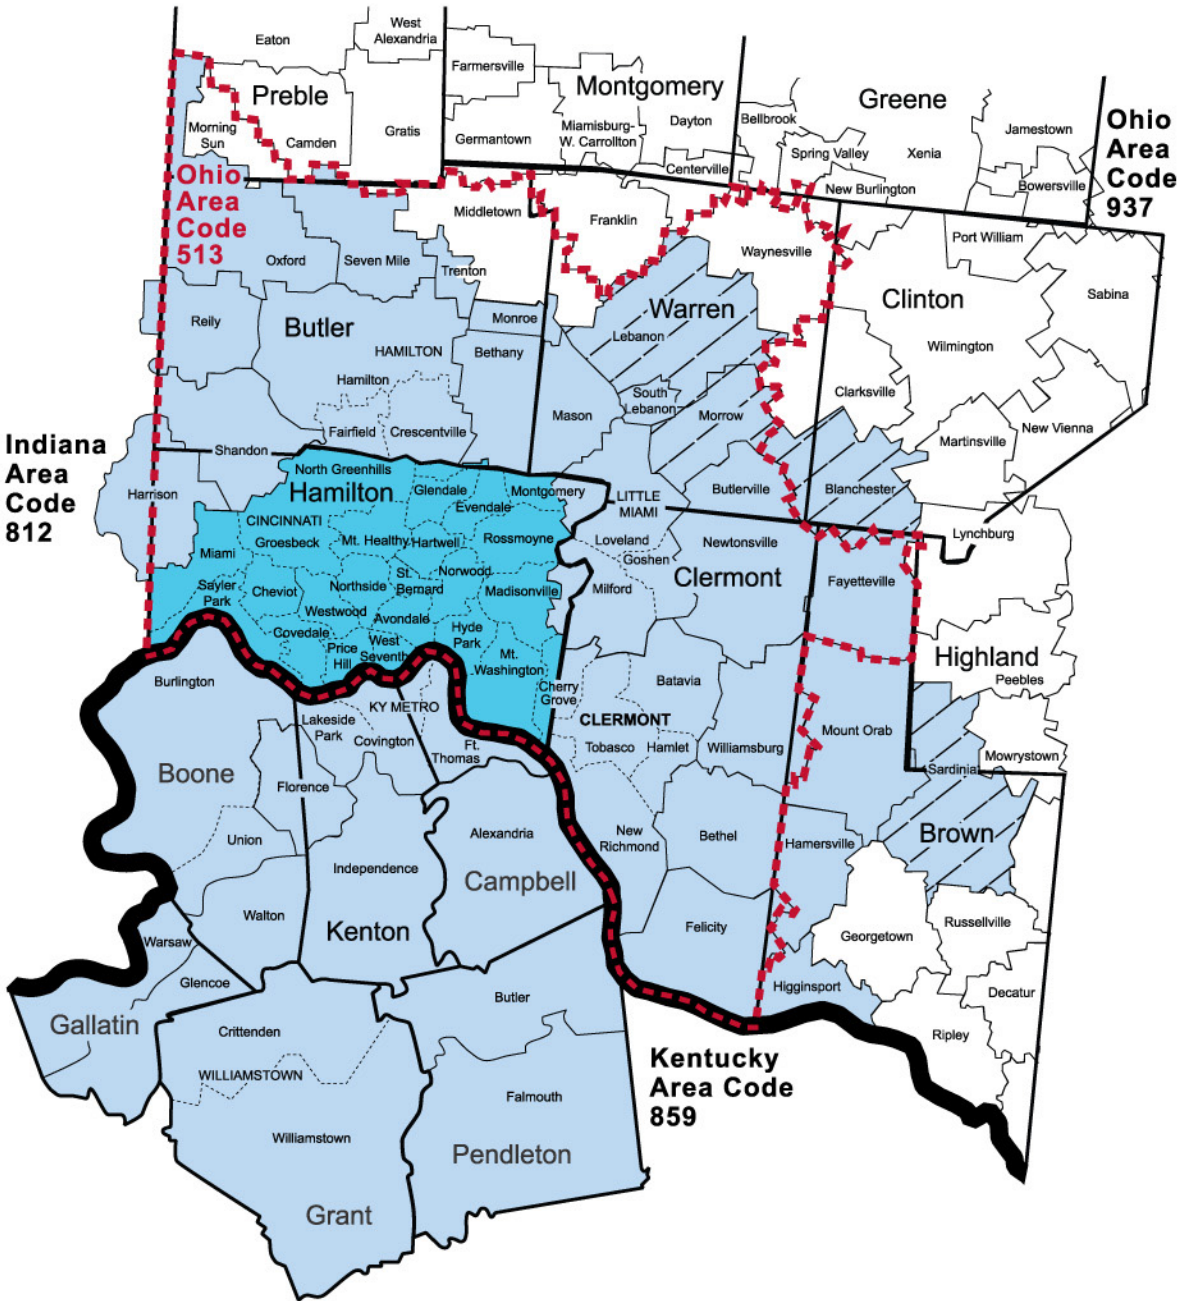 West
Alexandria
Eaton
Farmersville
Montgomery
Greene
Preble
Ohio
Area
Code
937
Bellbrook
Dayton
Jamestown
Morning
Sun
Camden
Gratis
Germantown
Miamisburg-
W. Carrollton
Spring Valley
Xenia
Centerville
Bowersville
New Burlington
Ohio
Area
Code
513
Middletown
Franklin
Port William
Waynesville
Oxford
Seven Mile
Trenton
Sabina
Clinton
Warren
Reily
Butler
Monroe
Lebanon
Wilmington
HAMILTON
Bethany
Hamilton
Clarksville
South
Lebanon
Mason
Morrow
New Vienna
Fairfield
Crescentville
Martinsville
Indiana
Area
Code
812
Shandon
North Greenhills
Harrison
Hamilton
Glendale
Montgomery
LITTLE
MIAMI
Butlerville
Blanchester
Evendale
CINCINNATI
Groesbeck
Mt. Healthy
Hartwell
Rossmoyne
Lynchburg
Loveland
Newtonsville
Miami
Goshen
Sayler
Park
Cheviot
Northside
St.
Bernard
Norwood
Madisonville
Milford
Clermont
Fayetteville
Westwood
Avondale
Covedale
Price
Hill
West
Seventh
Hyde
Park
Mt.
Washington
Highland
Peebles
Burlington
Cherry
Grove
Batavia
KY METRO
Lakeside
Park
Covington
CLERMONT
Ft.
Thomas
Tobasco
Hamlet
Williamsburg
Mount Orab
Mowrystown
Sardinia
Boone
Florence
Union
Alexandria
New
Richmond
Bethel
Hamersville
Brown
Independence
Campbell
Walton
Kenton
Felicity
Georgetown
Russellville
Warsaw
Glencoe
Higginsport
Decatur
Butler
Gallatin
Crittenden
Ripley
Kentucky
Area Code
859
WILLIAMSTOWN
Falmouth
Williamstown
Pendleton
Grant